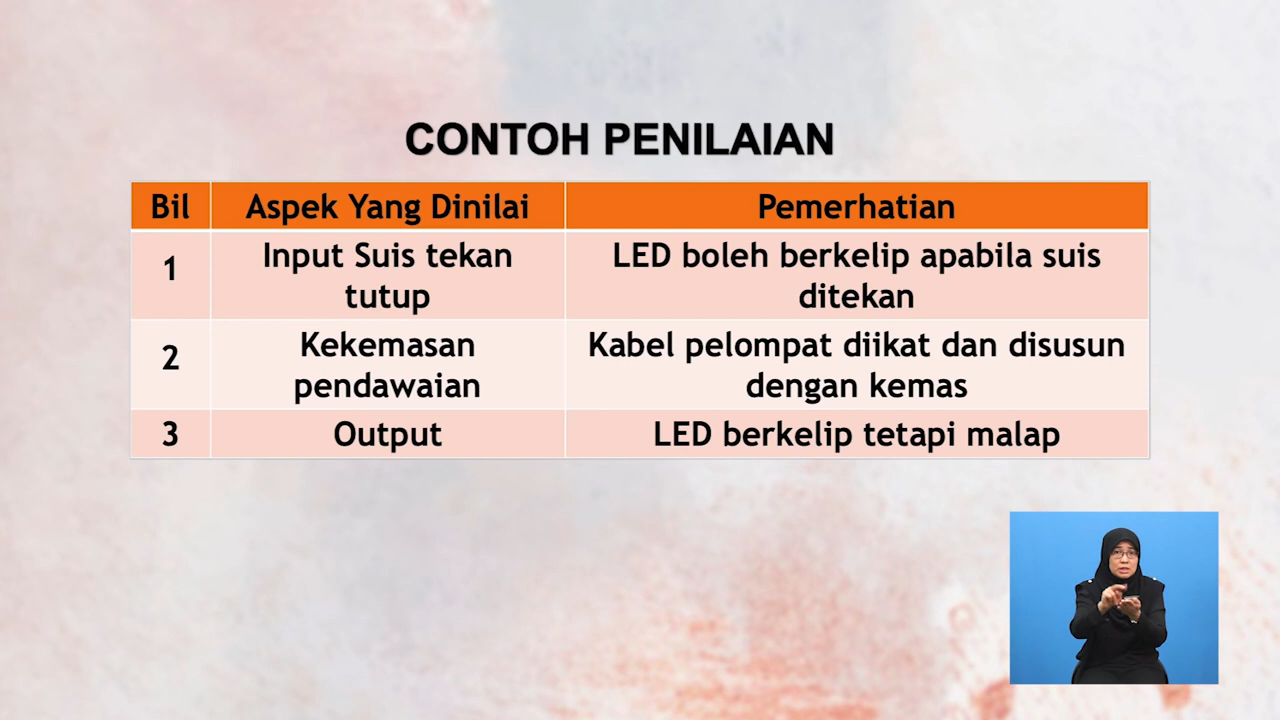 CONTOH PENILAIAN
Bil Aspek Yang Dinilai Pemerhatian
1 Input Suis tekan tutup LED boleh berkelip apabila suis ditekan
2 Kekemasan pendawaian Kabel pelompat diikat dan disusun dengan kemas
3 Output LED berkelip tetapi malap